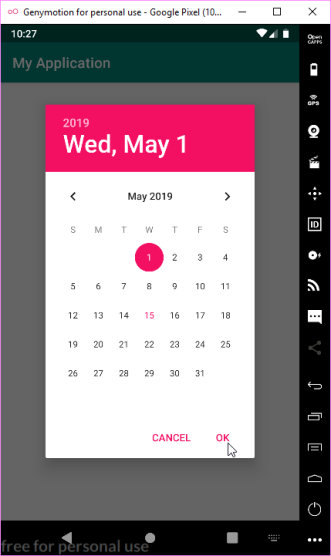 Genymotion for personal use - Google Pixel (10...
10:27
Open
GAPPS
My Application
GPS
2019
Wed, May 1
May 2019
S M T W T F S
1 2 3 4
5 6 7 8 9 10 11
12 13 14 15 16 17 18
19 20 21 22 23 24 25
26 27 28 29 30 31
ID
CANCEL OK
free for personal use